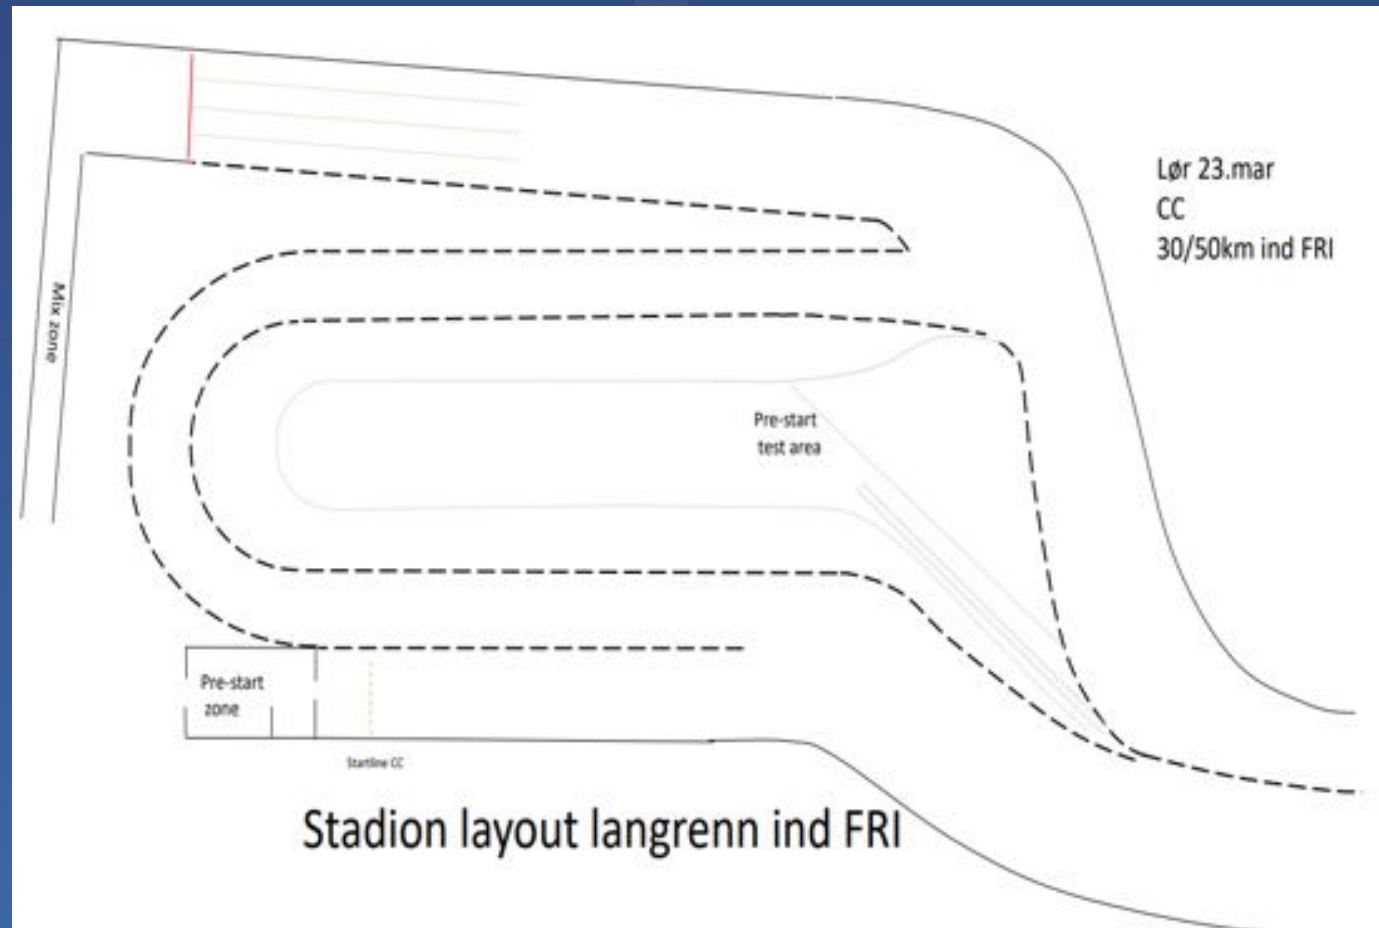 Lør 23.mar
CC
30/50km ind FRI
Mix zone
Pre-start
test area
Pre-start
zone
Startline CC
Stadion layout langrenn ind FRI